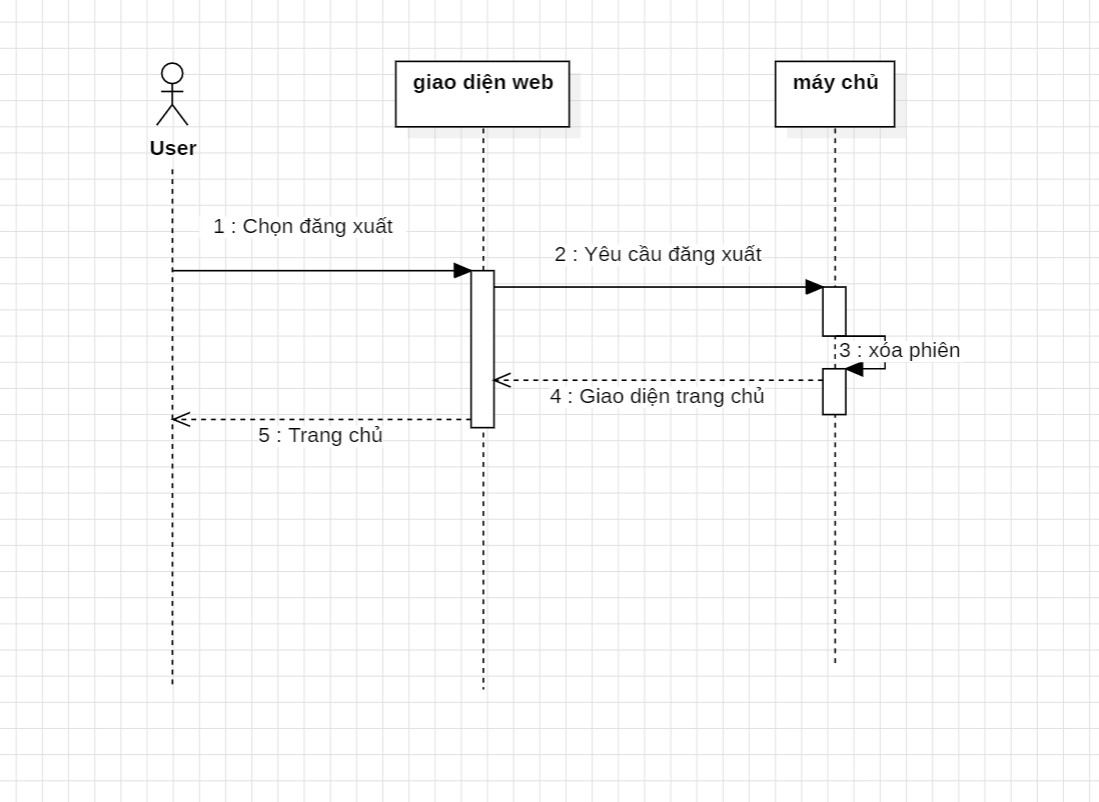 giao diện web
máy chủ
User
1 : Chọn đăng xuất
2 : Yêu cầu đăng xuất
3 : xóa phiên
4 : Giao diện trang chủ
5 : Trang chủ